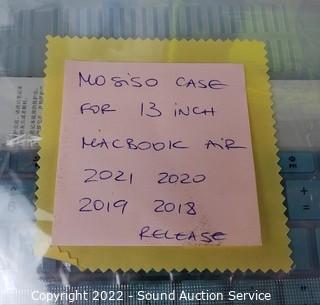 MOSISO CASE
FOR 13 INCH
MACBOOK AIR
2021 2020
2019 2018
RELEASE
Copyright 2022 - Sound Auction Service